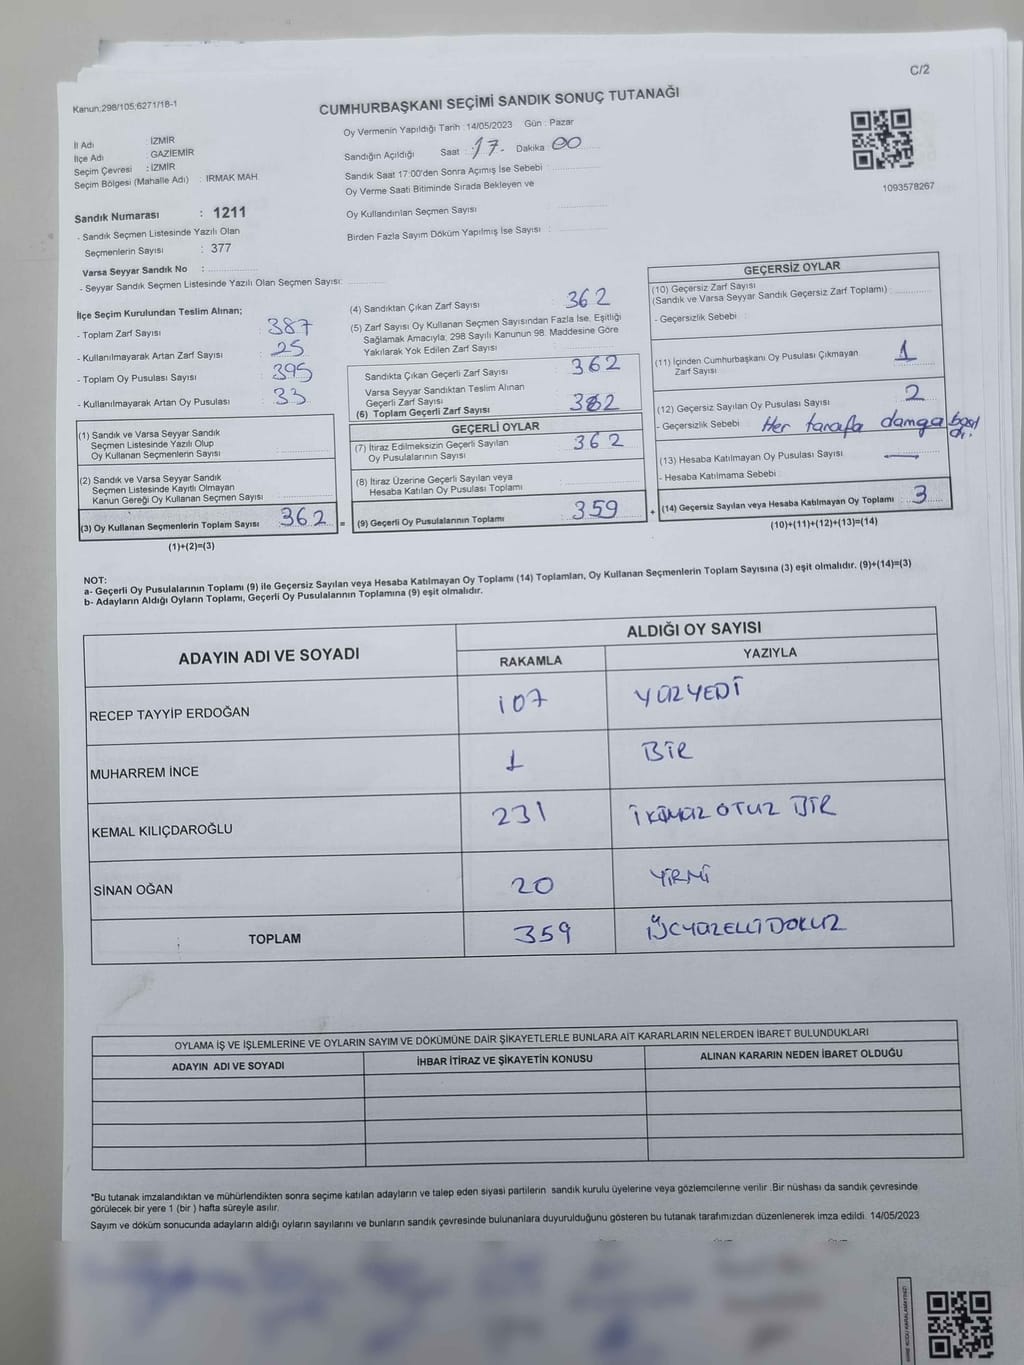 C/2
Kanun:298/105;6271/18-1
CUMHURBAŞKANI SEÇİMİ SANDIK SONUÇ TUTANAĞI
İl Adı : İZMİR
İlçe Adı : GAZİEMİR
Seçim Çevresi : İZMİR
Seçim Bölgesi (Mahalle Adı) : IRMAK MAH.
Sandık Numarası : 1211
- Sandık Seçmen Listesinde Yazılı Olan
Seçmenlerin Sayısı : 377
Varsa Seyyar Sandık No :
- Seyyar Sandık Seçmen Listesinde Yazılı Olan Seçmen Sayısı:
Oy Vermenin Yapıldığı Tarih : 14/05/2023 Gün : Pazar
Sandığın Açıldığı Saat : 17. Dakika 00
Sandık Saat 17:00'den Sonra Açımış İse Sebebi :
Oy Verme Saati Bitiminde Sırada Bekleyen ve
Oy Kullandırılan Seçmen Sayısı
Birden Fazla Sayım Döküm Yapılmış İse Sayısı :
1093578267
İlçe Seçim Kurulundan Teslim Alınan;
- Toplam Zarf Sayısı : 387
- Kullanılmayarak Artan Zarf Sayısı : 25
- Toplam Oy Pusulası Sayısı : 395
- Kullanılmayarak Artan Oy Pusulası : 33
(1) Sandık ve Varsa Seyyar Sandık
Seçmen Listesinde Yazılı Olup
Oy Kullanan Seçmenlerin Sayısı
(2) Sandık ve Varsa Seyyar Sandık
Seçmen Listesinde Kayıtlı Olmayan
Kanun Gereği Oy Kullanan Seçmen Sayısı
(3) Oy Kullanan Seçmenlerin Toplam Sayısı 362 =
(1)+(2)=(3)
(4) Sandıktan Çıkan Zarf Sayısı : 362
(5) Zarf Sayısı Oy Kullanan Seçmen Sayısından Fazla İse, Eşitliği
Sağlamak Amacıyla; 298 Sayılı Kanunun 98. Maddesine Göre
Yakılarak Yok Edilen Zarf Sayısı
Sandıkta Çıkan Geçerli Zarf Sayısı : 362
Varsa Seyyar Sandıktan Teslim Alınan
Geçerli Zarf Sayısı
(6) Toplam Geçerli Zarf Sayısı 362
GEÇERLİ OYLAR
(7) İtiraz Edilmeksizin Geçerli Sayılan 362
Oy Pusulalarının Sayısı
(8) İtiraz Üzerine Geçerli Sayılan veya
Hesaba Katılan Oy Pusulası Toplamı
(9) Geçerli Oy Pusulalarının Toplamı 359 +
GEÇERSİZ OYLAR
(10) Geçersiz Zarf Sayısı
(Sandık ve Varsa Seyyar Sandık Geçersiz Zarf Toplamı) :
- Geçersizlik Sebebi :
(11) İçinden Cumhurbaşkanı Oy Pusulası Çıkmayan 1
Zarf Sayısı
(12) Geçersiz Sayılan Oy Pusulası Sayısı 2
- Geçersizlik Sebebi : Her tarafa damga bası
dı.
(13) Hesaba Katılmayan Oy Pusulası Sayısı —
- Hesaba Katılmama Sebebi :
(14) Geçersiz Sayılan veya Hesaba Katılmayan Oy Toplamı : 3
(10)+(11)+(12)+(13)=(14)
NOT:
a- Geçerli Oy Pusulalarının Toplamı (9) ile Geçersiz Sayılan veya Hesaba Katılmayan Oy Toplamı (14) Toplamları, Oy Kullanan Seçmenlerin Toplam Sayısına (3) eşit olmalıdır. (9)+(14)=(3)
b- Adayların Aldığı Oyların Toplamı, Geçerli Oy Pusulalarının Toplamına (9) eşit olmalıdır.
ADAYIN ADI VE SOYADI
ALDIĞI OY SAYISI
RAKAMLA YAZIYLA
RECEP TAYYİP ERDOĞAN 107 YÜZYEDİ
MUHARREM İNCE 1 BİR
KEMAL KILIÇDAROĞLU 231 İKİYÜZ OTUZ BİR
SİNAN OĞAN 20 YİRMİ
TOPLAM 359 ÜÇYÜZELLİDOKUZ
OYLAMA İŞ VE İŞLEMLERİNE VE OYLARIN SAYIM VE DÖKÜMÜNE DAİR ŞİKAYETLERLE BUNLARA AİT KARARLARIN NELERDEN İBARET BULUNDUKLARI
ADAYIN ADI VE SOYADI İHBAR İTİRAZ VE ŞİKAYETİN KONUSU ALINAN KARARIN NEDEN İBARET OLDUĞU
*Bu tutanak imzalandıktan ve mühürlendikten sonra seçime katılan adayların ve talep eden siyasi partilerin sandık kurulu üyelerine veya gözlemcilerine verilir .Bir nüshası da sandık çevresinde
görülecek bir yere 1 (bir ) hafta süreyle asılır.
Sayım ve döküm sonucunda adayların aldığı oyların sayılarını ve bunların sandık çevresinde bulunanlara duyurulduğunu gösteren bu tutanak tarafımızdan düzenlenerek imza edildi. 14/05/2023